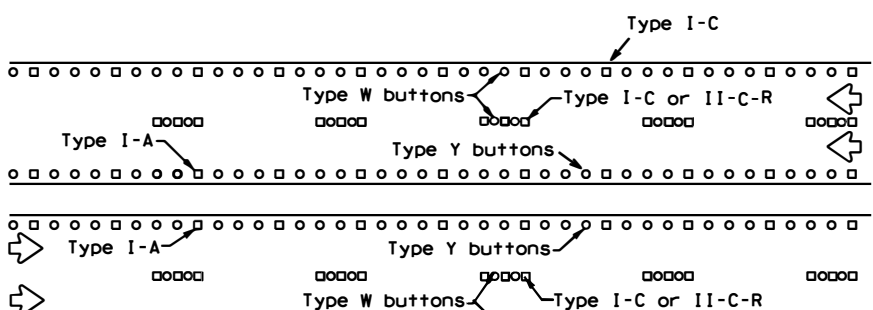 Type I-C
Type W buttons
Type I-C or II-C-R
Type I-A
Type Y buttons
Type I-A
Type Y buttons
Type W buttons
Type I-C or II-C-R